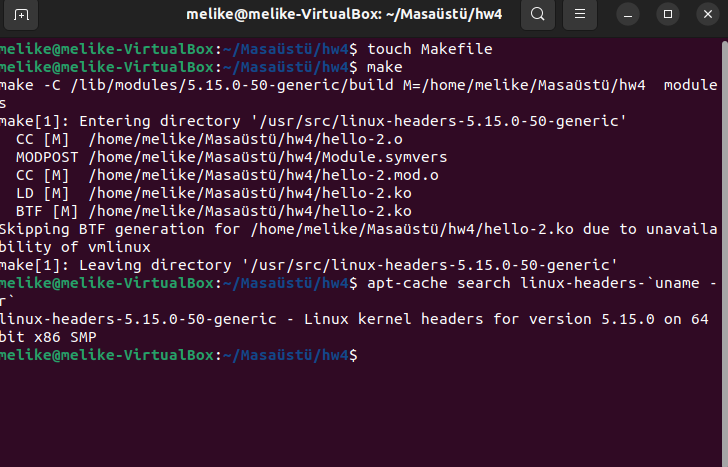 melike@melike-VirtualBox: ~/Masaüstü/hw4
melike@melike-VirtualBox:~/Masaüstü/hw4$ touch Makefile
melike@melike-VirtualBox:~/Masaüstü/hw4$ make
make -C /lib/modules/5.15.0-50-generic/build M=/home/melike/Masaüstü/hw4  module
s
make[1]: Entering directory '/usr/src/linux-headers-5.15.0-50-generic'
  CC [M]  /home/melike/Masaüstü/hw4/hello-2.o
  MODPOST /home/melike/Masaüstü/hw4/Module.symvers
  CC [M]  /home/melike/Masaüstü/hw4/hello-2.mod.o
  LD [M]  /home/melike/Masaüstü/hw4/hello-2.ko
  BTF [M] /home/melike/Masaüstü/hw4/hello-2.ko
Skipping BTF generation for /home/melike/Masaüstü/hw4/hello-2.ko due to unavaila
bility of vmlinux
make[1]: Leaving directory '/usr/src/linux-headers-5.15.0-50-generic'
melike@melike-VirtualBox:~/Masaüstü/hw4$ apt-cache search linux-headers-`uname -
r`
linux-headers-5.15.0-50-generic - Linux kernel headers for version 5.15.0 on 64
bit x86 SMP
melike@melike-VirtualBox:~/Masaüstü/hw4$